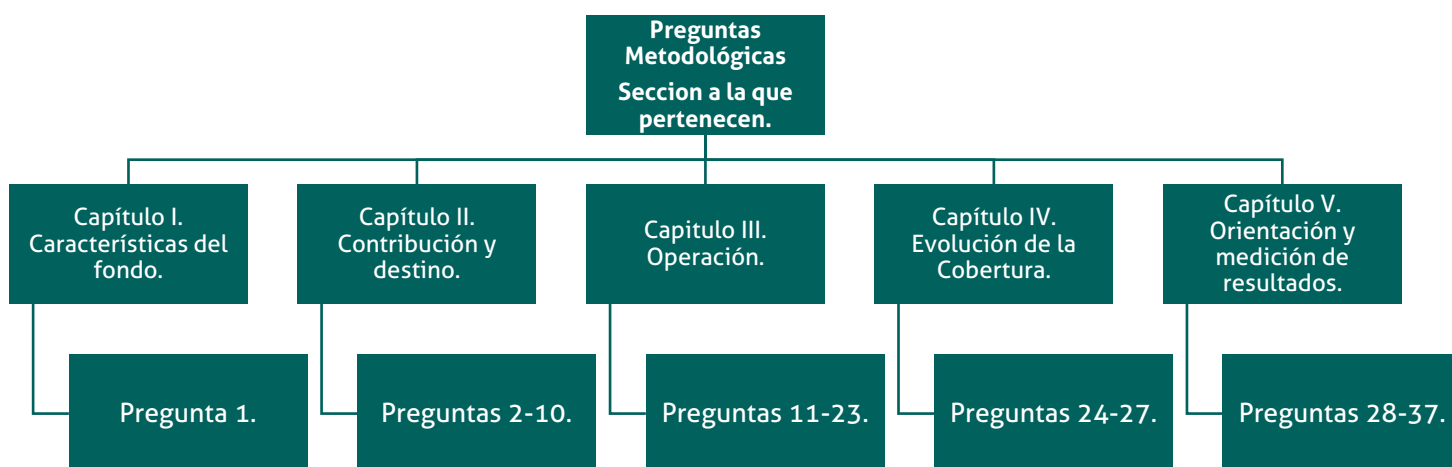 Preguntas
Metodológicas
Seccion a la que
pertenecen.
Capítulo I.
Característicás del
fondo.
Capítulo II.
Contribución y
destino.
Capitulo III.
Operación.
Capítulo IV.
Evolución de la
Cobertura.
Capítulo V.
Orientación y
medición de
resultados.
Pregunta 1.
Preguntas 2-10.
Preguntas 11-23.
Preguntas 24-27.
Preguntas 28-37.